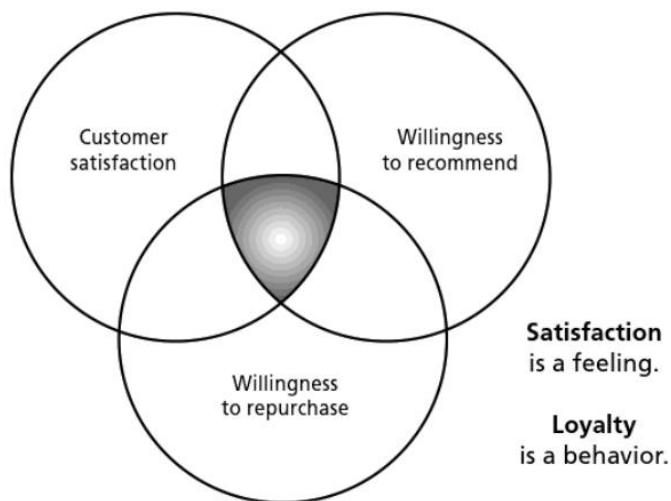 Customer
satisfaction
Willingness
to recommend
Willingness
to repurchase
Satisfaction
is a feeling.
Loyalty
is a behavior.